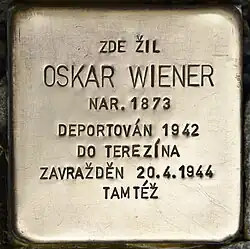 ZDE ŽIL
OSKAR WIENER
NAR. 1873
DEPORTOVÁN 1942
DO TEREZÍNA
ZAVRAŽDĚN 20.4.1944
TAMTÉŽ